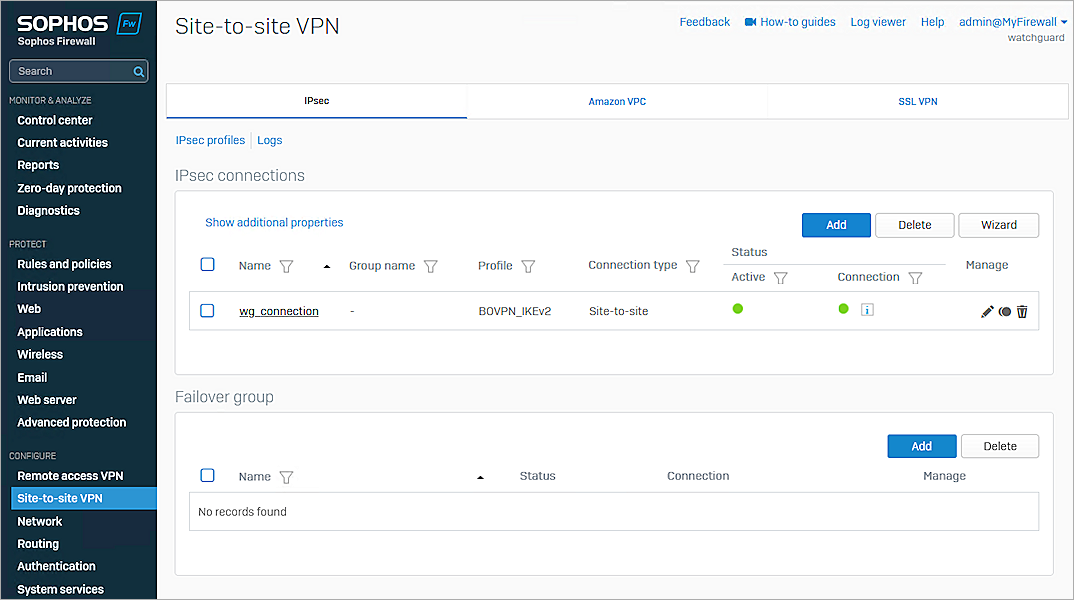 SOPHOS Fw
Sophos Firewall
Search
MONITOR & ANALYZE
Control center
Current activities
Reports
Zero-day protection
Diagnostics
PROTECT
Rules and policies
Intrusion prevention
Web
Applications
Wireless
Email
Web server
Advanced protection
CONFIGURE
Remote access VPN
Site-to-site VPN
Network
Routing
Authentication
System services
Site-to-site VPN
Feedback How-to guides Log viewer Help admin@MyFirewall
watchguard
IPsec Amazon VPC SSL VPN
IPsec profiles Logs
IPsec connections
Show additional properties
Add Delete Wizard
Status
Name Group name Profile Connection type Manage
Active Connection
wg_connection - BOVPN_IKEv2 Site-to-site i
Failover group
Add Delete
Name Status Connection Manage
No records found